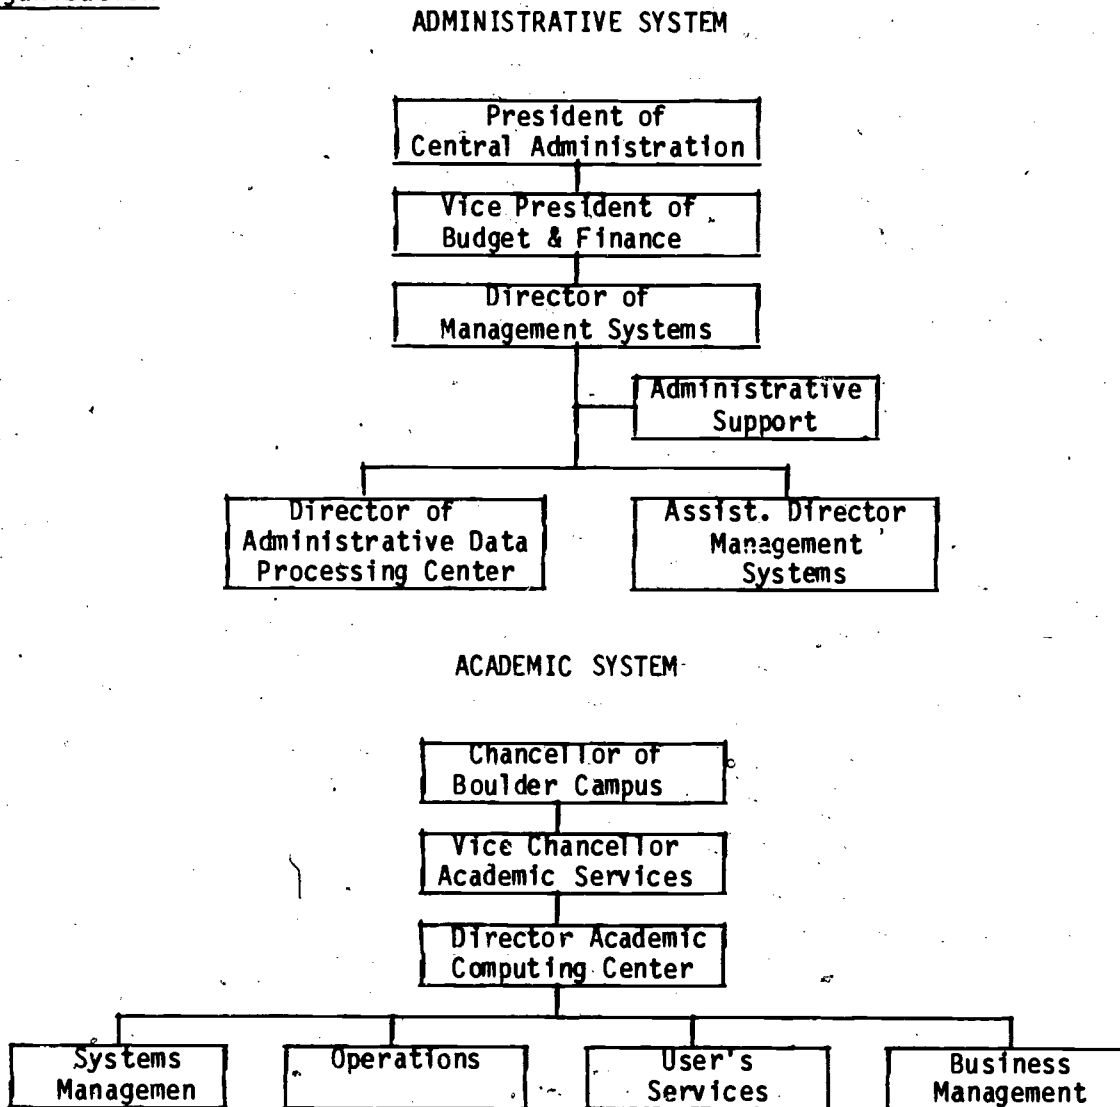 ADMINISTRATIVE SYSTEM
President of
Central Administration
Vice President of
Budget & Finance
Director of
Management Systems
Administrative
Support
Director of
Administrative Data
Processing Center
Assist. Director
Management
Systems
ACADEMIC SYSTEM
Chancellor of
Boulder Campus
Vice Chancellor
Academic Services
Director Academic
Computing Center
Systems
Managemen
Operations
User's
Services
Business
Management